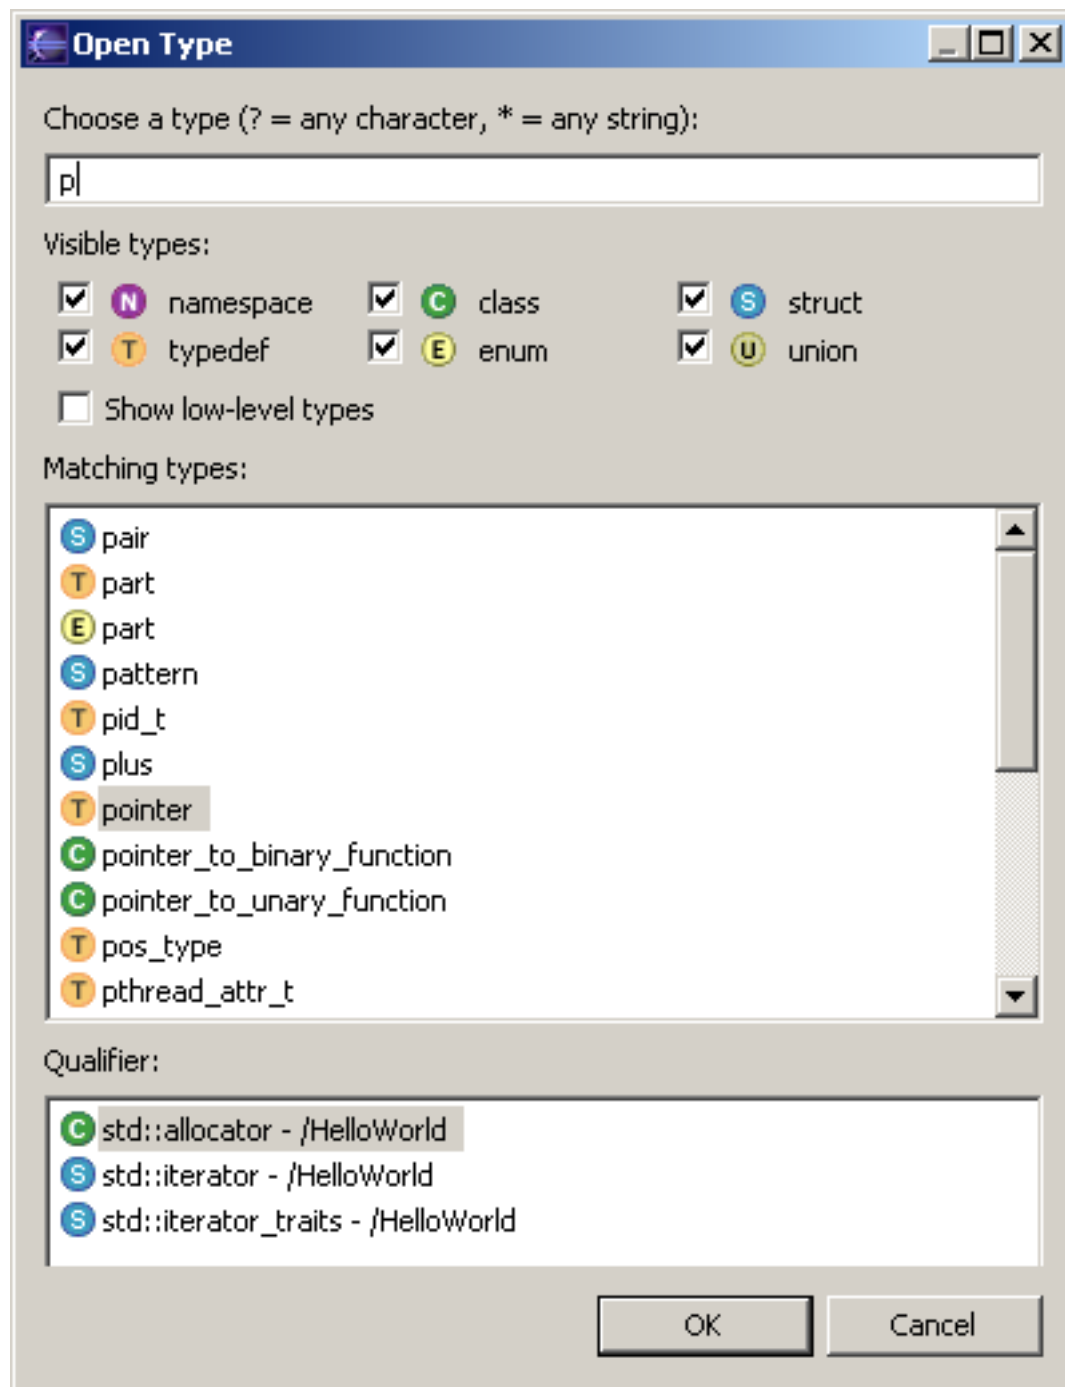 Open Type
Choose a type (? = any character, * = any string):
p
Visible types:
N namespace C class S struct
T typedef E enum U union
Show low-level types
Matching types:
S pair
T part
E part
S pattern
T pid_t
S plus
T pointer
C pointer_to_binary_function
C pointer_to_unary_function
T pos_type
T pthread_attr_t
Qualifier:
C std::allocator - /HelloWorld
S std::iterator - /HelloWorld
S std::iterator_traits - /HelloWorld
OK Cancel